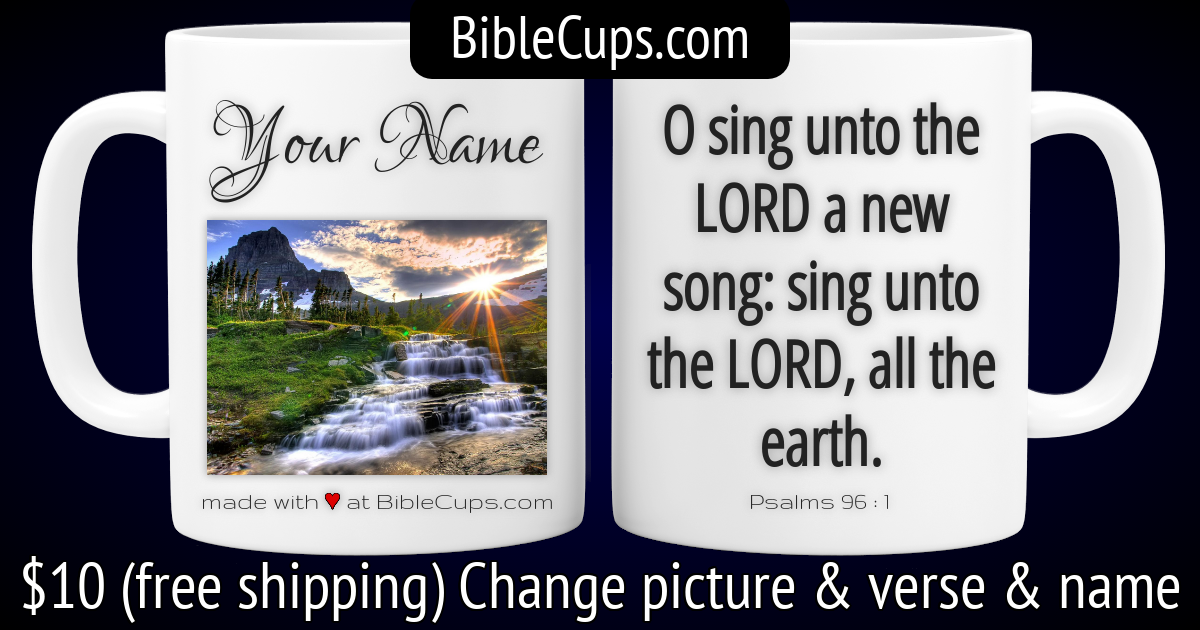 BibleCups.com
Your Name
made with ♥ at BibleCups.com
O sing unto the
LORD a new
song: sing unto
the LORD, all the
earth.
Psalms 96 : 1
$10 (free shipping) Change picture & verse & name